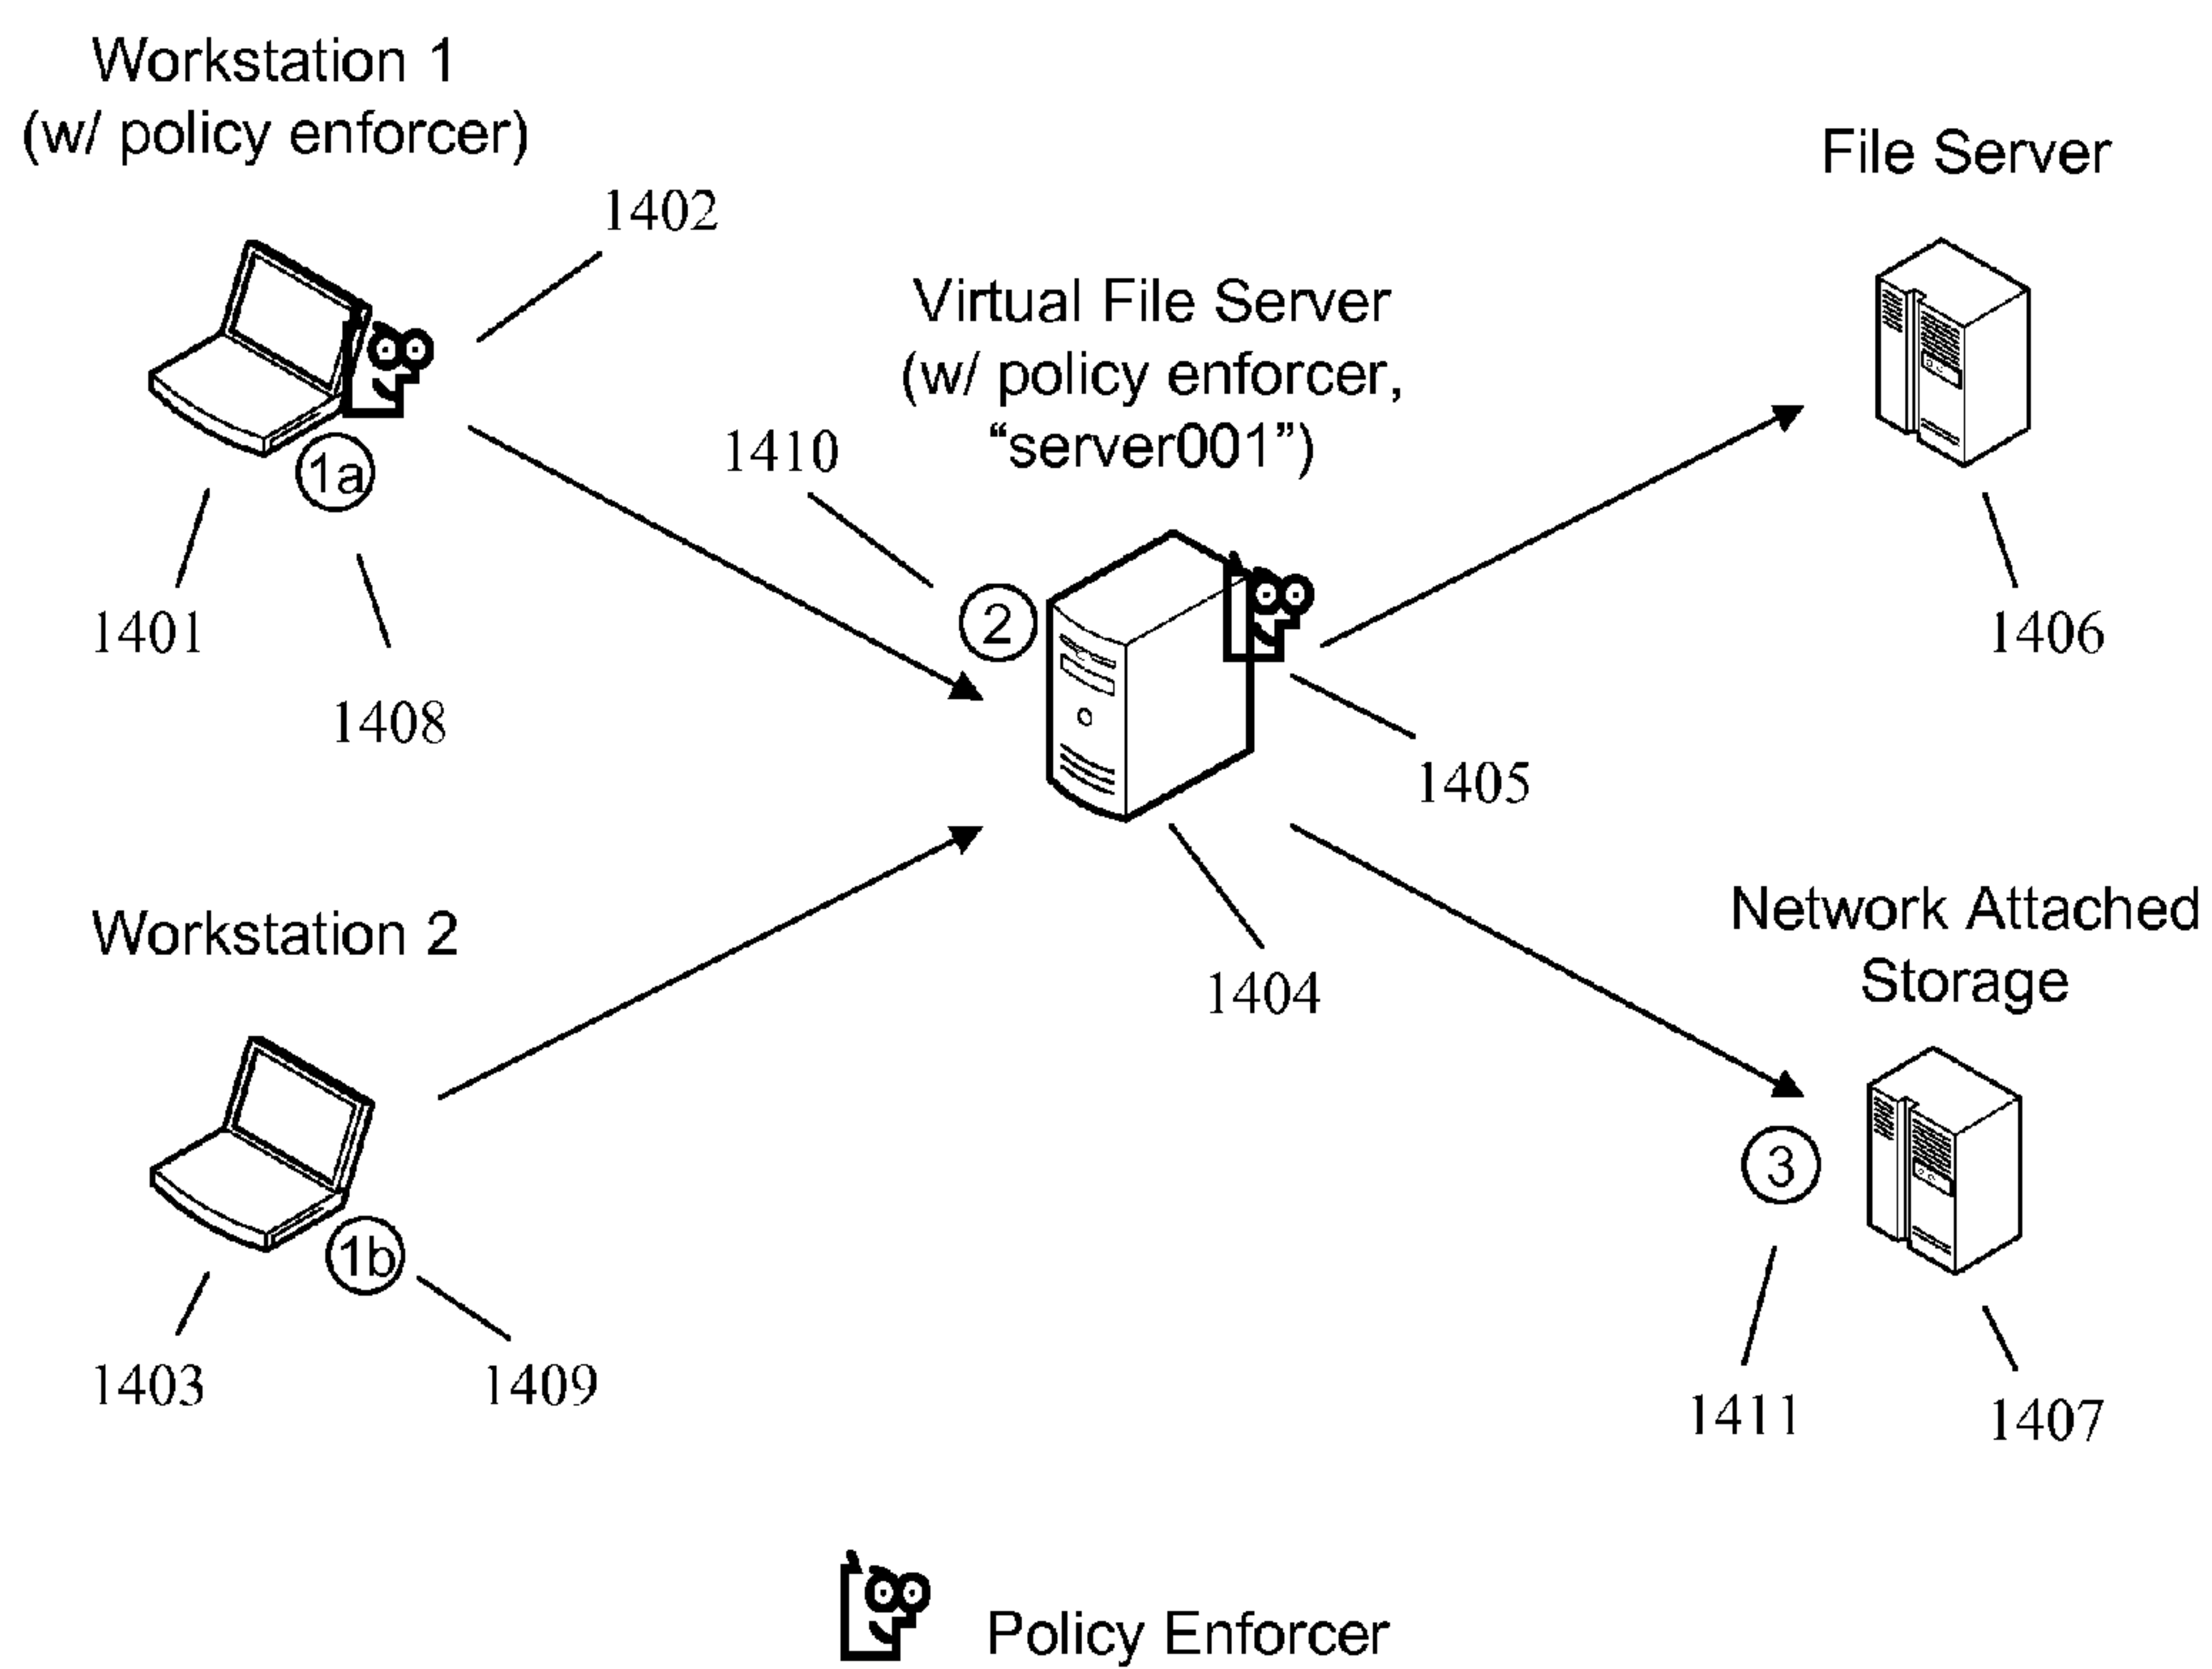 Workstation 1
(w/ policy enforcer)
1402
File Server
Virtual File Server
(w/ policy enforcer,
“server001”)
1410
1a
2
1401
1408
1406
1405
1404
Workstation 2
Network Attached
Storage
3
1b
1403
1409
1411
1407
Policy Enforcer